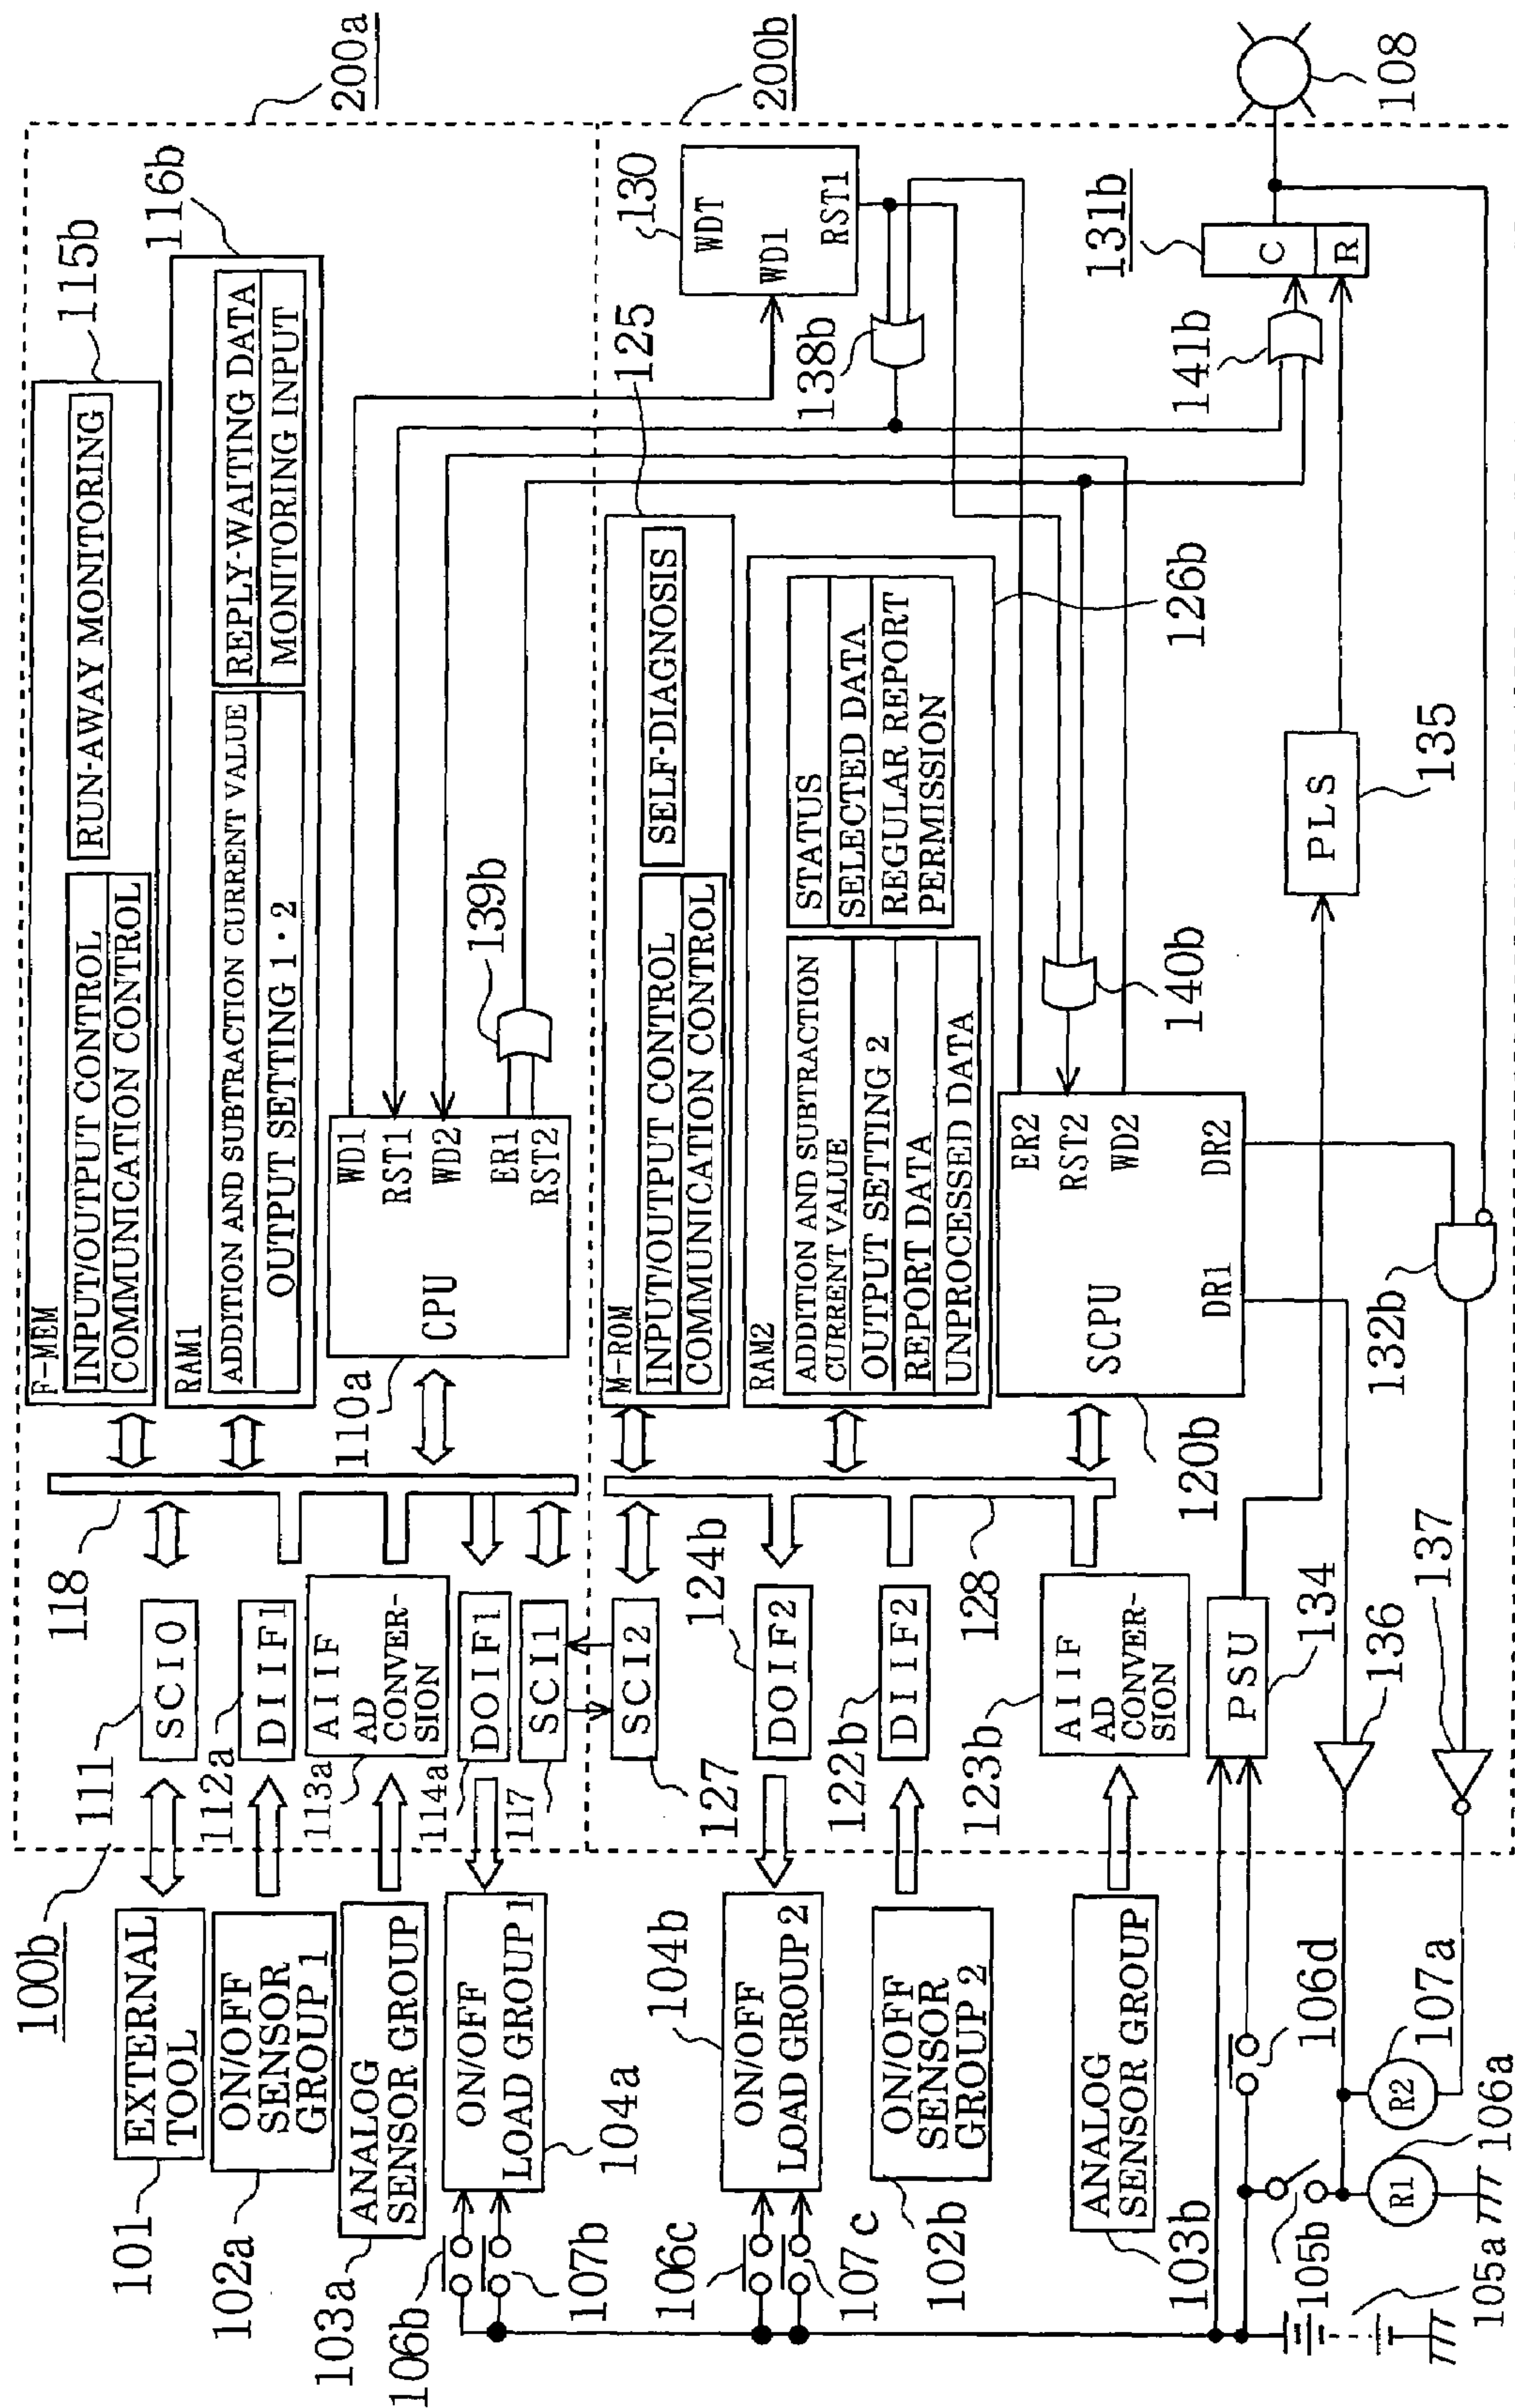 100b
101
EXTERNAL
TOOL
102a
ON/OFF
SENSOR
GROUP 1
103a
ANALOG
SENSOR GROUP
106b
107b
ON/OFF
LOAD GROUP 1
104a
106c
107c
ON/OFF
LOAD GROUP 2
104b
102b
ON/OFF
SENSOR
GROUP 2
103b
ANALOG
SENSOR GROUP
105a
105b
106d
R1
106a
R2
107a
111
SCI0
112a
DIIF1
113a
AIIF
AD
CONVER-
SION
114a
DOIF1
117
SCI1
118
127
SCI2
DOIF2
124b
122b
DIIF2
128
123b
AIIF
AD
CONVER-
SION
PSU
134
136
137
F-MEM
INPUT/OUTPUT CONTROL
COMMUNICATION CONTROL
RUN-AWAY MONITORING
115b
RAM1
ADDITION AND SUBTRACTION CURRENT VALUE
OUTPUT SETTING 1・2
REPLY-WAITING DATA
MONITORING INPUT
116b
200a
110a
CPU
WD1
RST1
WD2
ER1
RST2
139b
M-ROM
INPUT/OUTPUT CONTROL
COMMUNICATION CONTROL
SELF-DIAGNOSIS
125
RAM2
ADDITION AND SUBTRACTION
CURRENT VALUE
OUTPUT SETTING 2
REPORT DATA
UNPROCESSED DATA
STATUS
SELECTED DATA
REGULAR REPORT
PERMISSION
126b
120b
SCPU
ER2
RST2
WD2
DR1
DR2
140b
132b
PLS
135
130
WDT
WD1
RST1
138b
200b
141b
131b
C
R
108